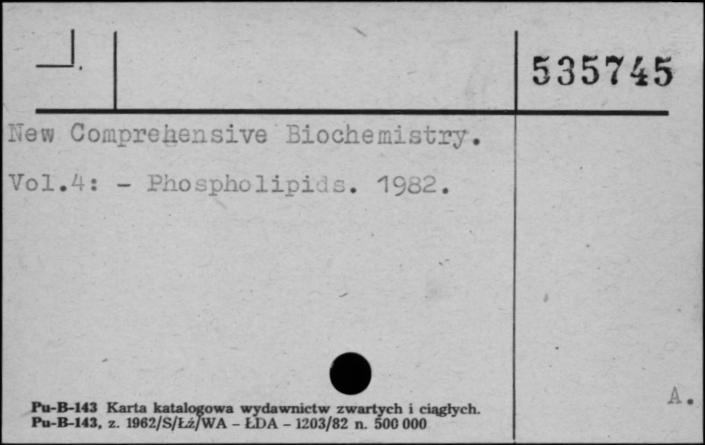 535745
New Comprehensive Biochemistry.
Vol.4: - Phospholipids. 1982.
A.
Pu-B-143 Karta katalogowa wydawnictw zwartych i ciągłych.
Pu-B-143, z. 1962/S/Łź/WA - ŁDA - 1203/82 n. 500 000